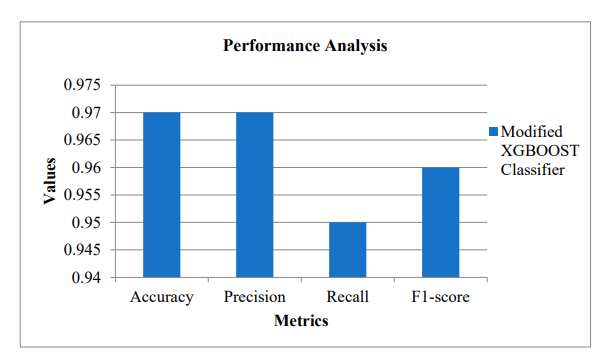 Performance Analysis
0.975
0.97
0.965
0.96
0.955
0.95
0.945
0.94
Values
Accuracy Precision Recall F1-score
Metrics
Modified
XGBOOST
Classifier